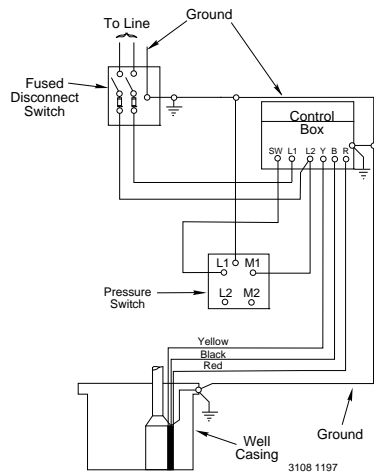 To Line
Ground
Fused
Disconnect
Switch
Control
Box
SW L1 L2 Y B R
L1 M1
L2 M2
Pressure
Switch
Yellow
Black
Red
Well
Casing
Ground
3108 1197